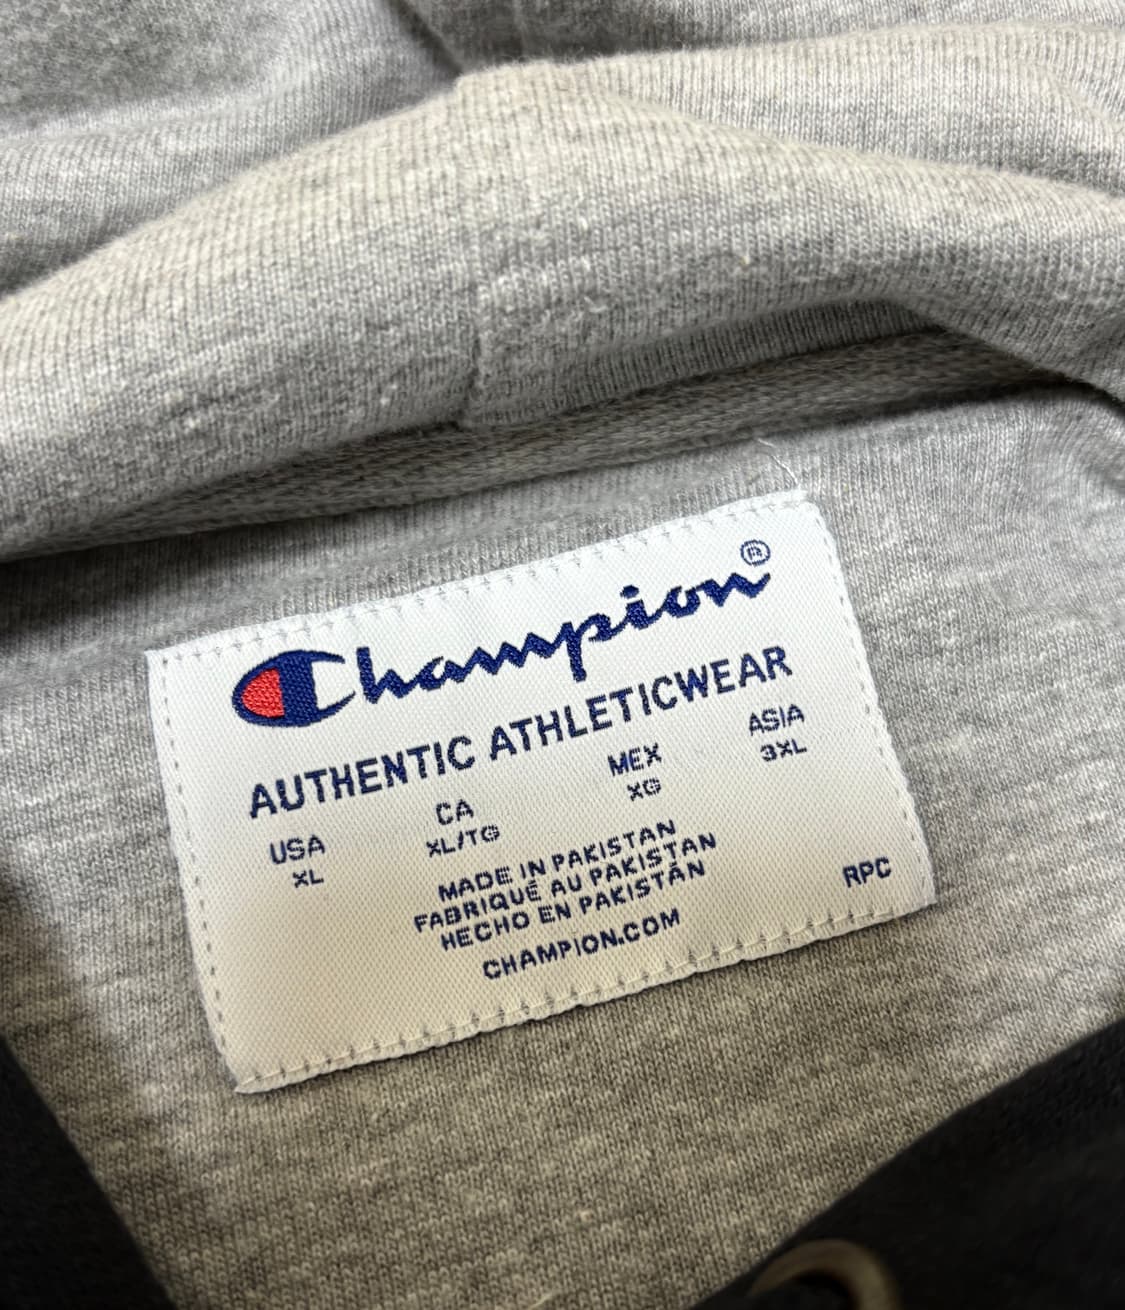 Champion®
AUTHENTIC ATHLETICWEAR
USA CA MEX ASIA
XL XL/TG XG 3XL
MADE IN PAKISTAN
FABRIQUÉ AU PAKISTAN
HECHO EN PAKISTÁN
RPC
CHAMPION.COM